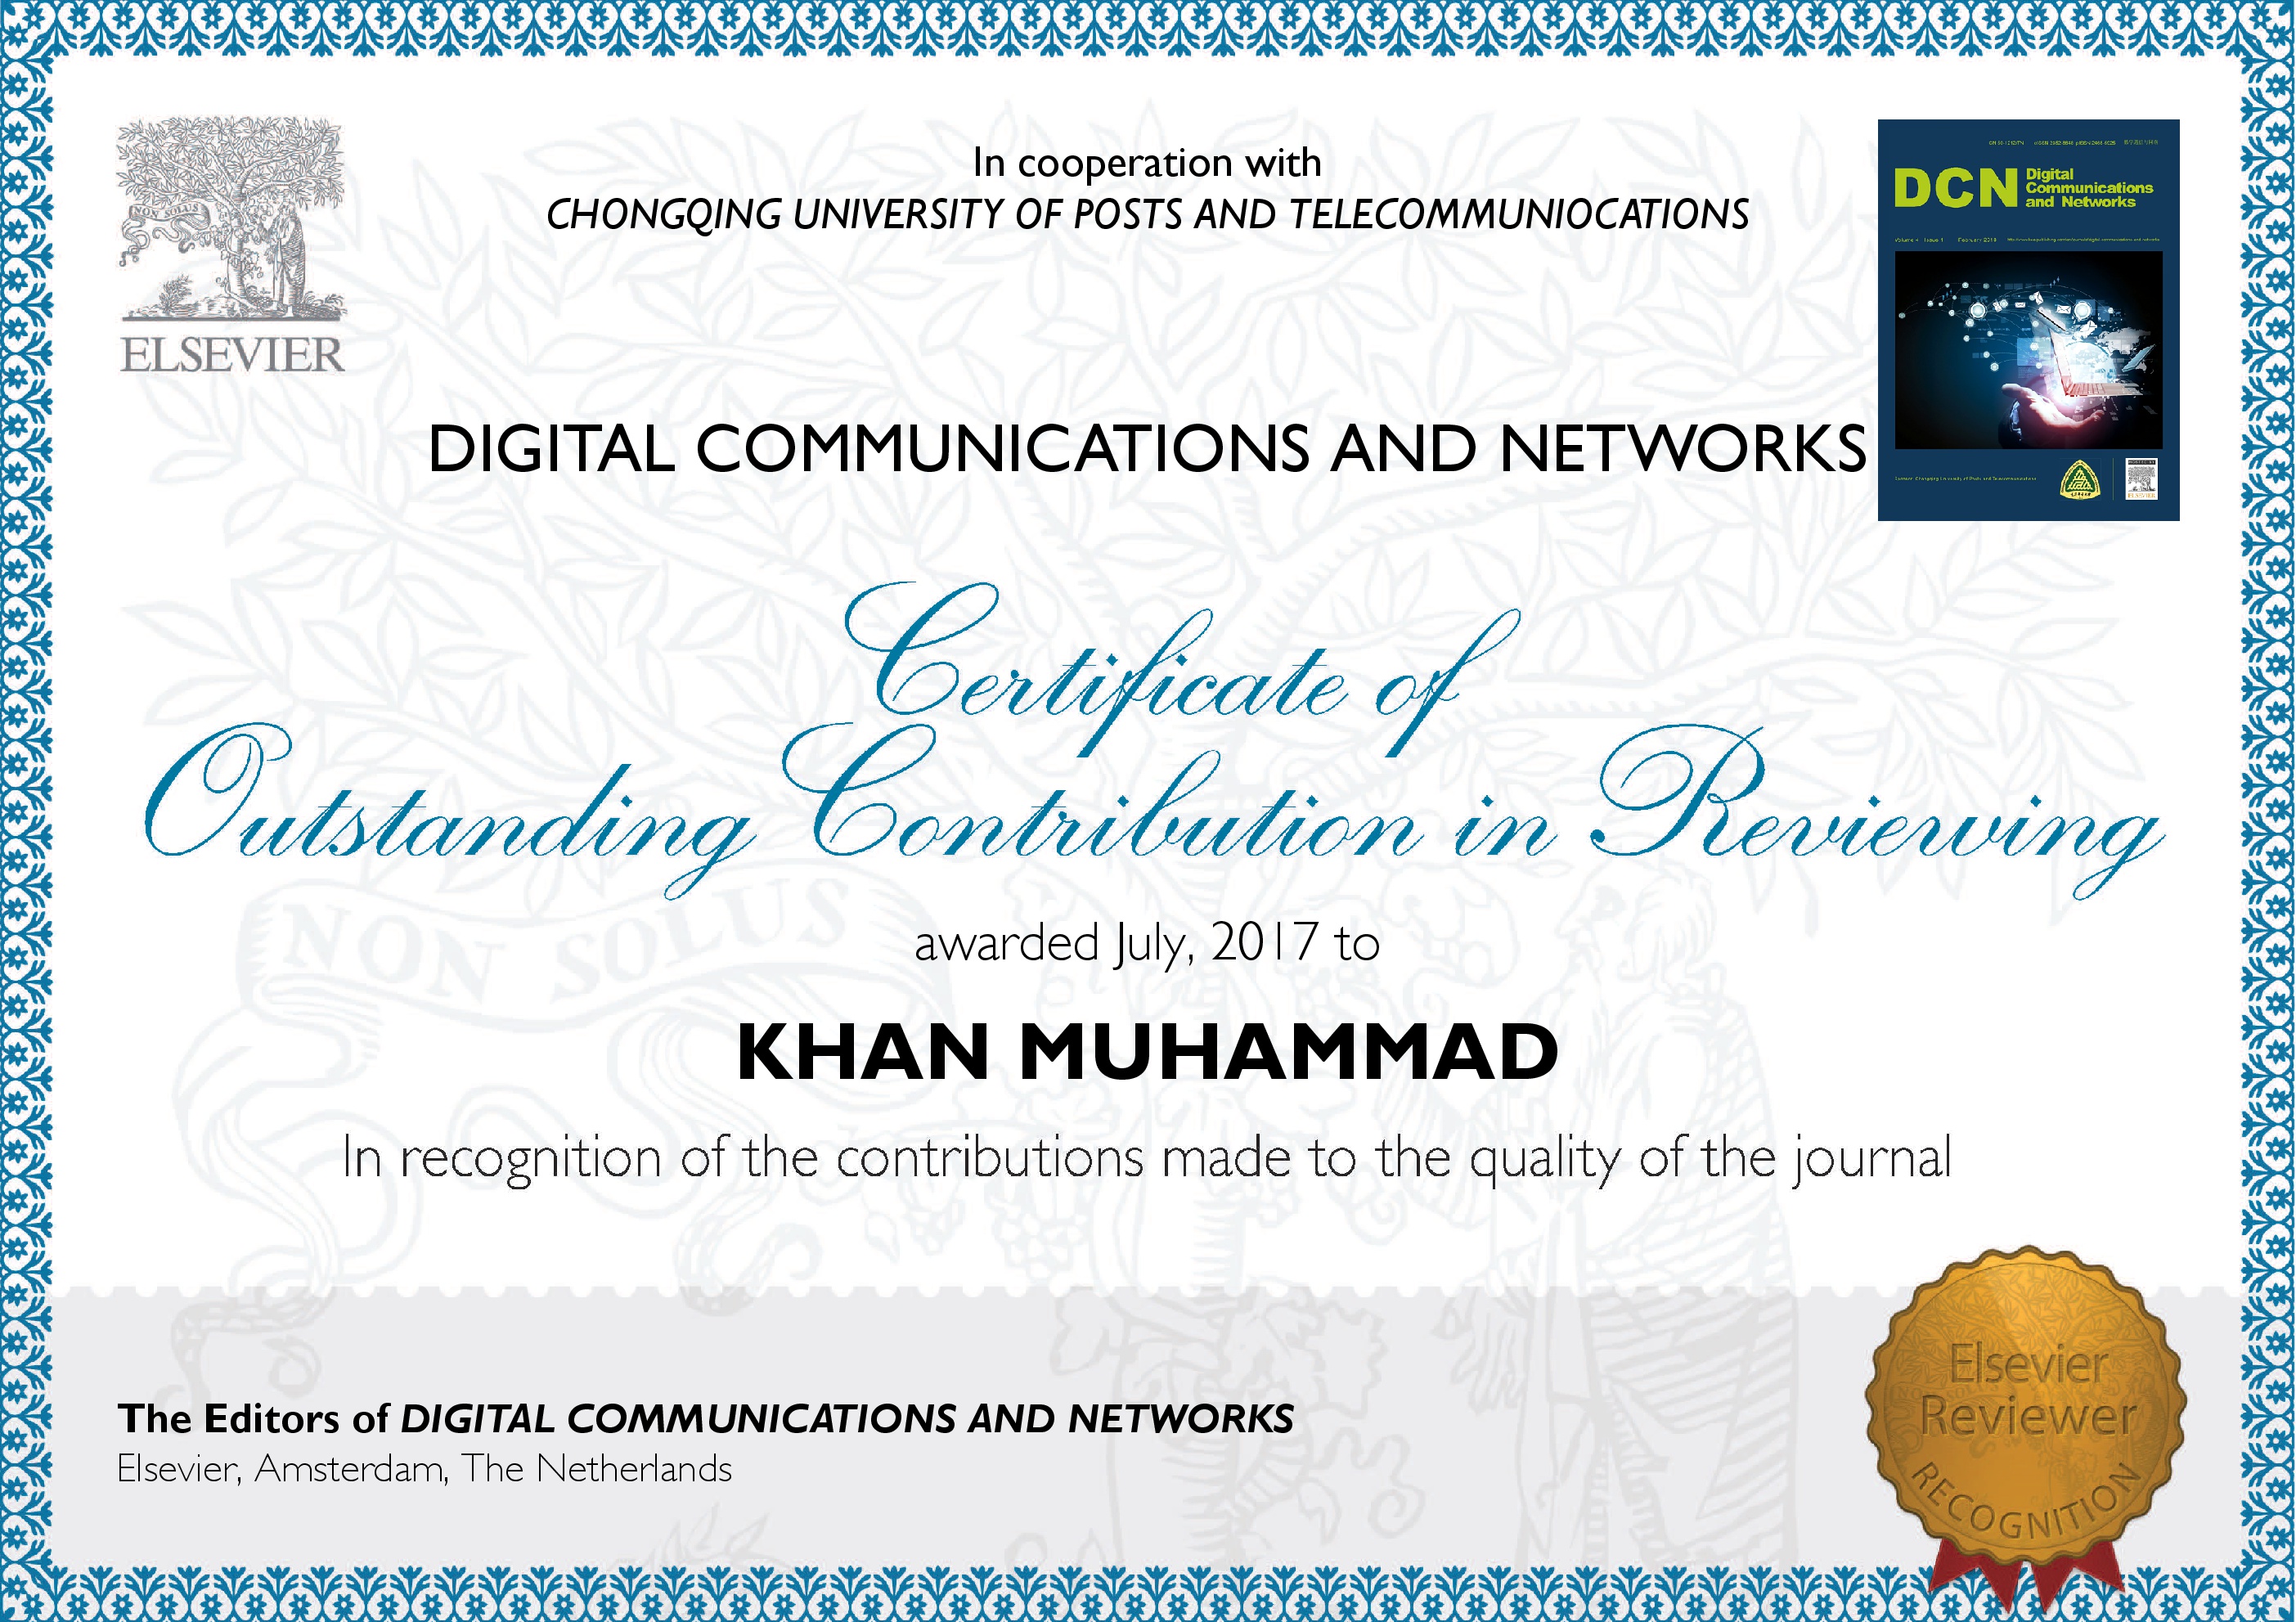 In cooperation with
CHONGQING UNIVERSITY OF POSTS AND TELECOMMUNIOCATIONS
NON SOLUS
ELSEVIER
DCN Digital
Communications
and Networks
DIGITAL COMMUNICATIONS AND NETWORKS
ELSEVIER
Certificate of
Outstanding Contribution in Reviewing
NON SOLUS
awarded July, 2017 to
KHAN MUHAMMAD
In recognition of the contributions made to the quality of the journal
The Editors of DIGITAL COMMUNICATIONS AND NETWORKS
Elsevier, Amsterdam, The Netherlands
Elsevier
Reviewer
RECOGNITION